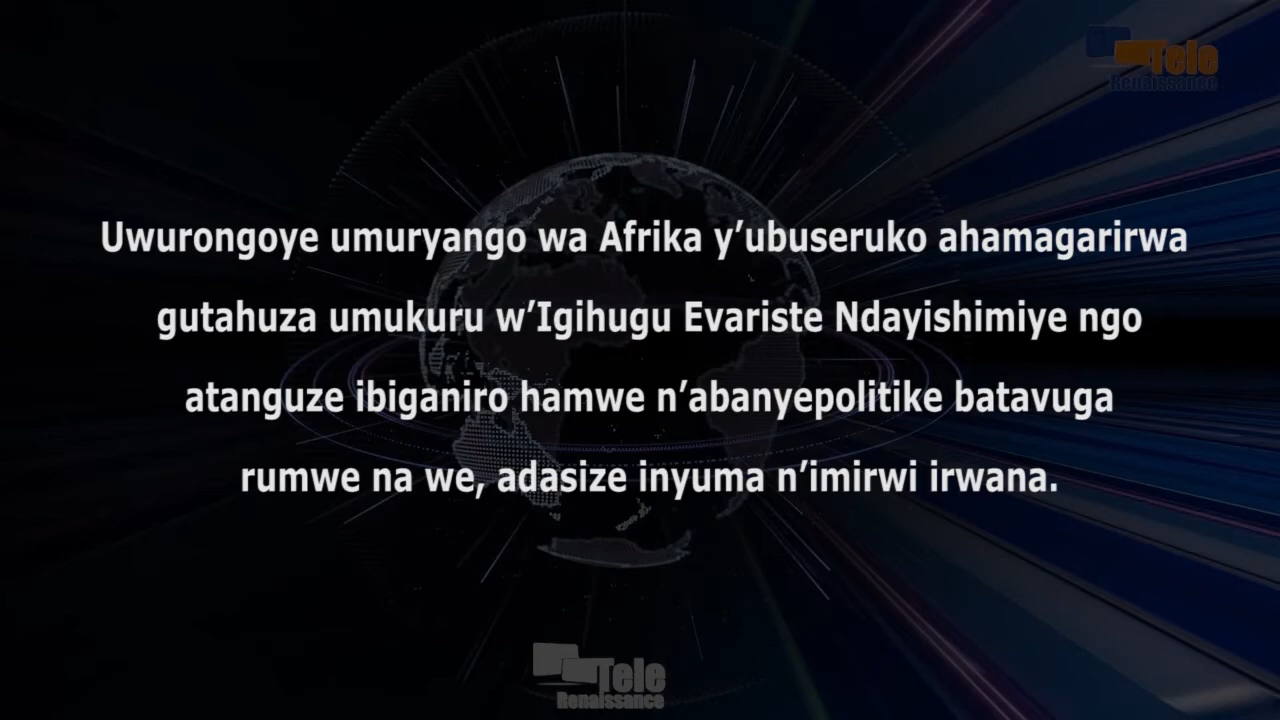 Tele
Renaissance
Uwurongoye umuryango wa Afrika y’ubuseruko ahamagarirwa
gutahuza umukuru w’Igihugu Evariste Ndayishimiye ngo
atanguze ibiganiro hamwe n’abanyepolitike batavuga
rumwe na we, adasize inyuma n’imirwi irwana.
Tele
Renaissance